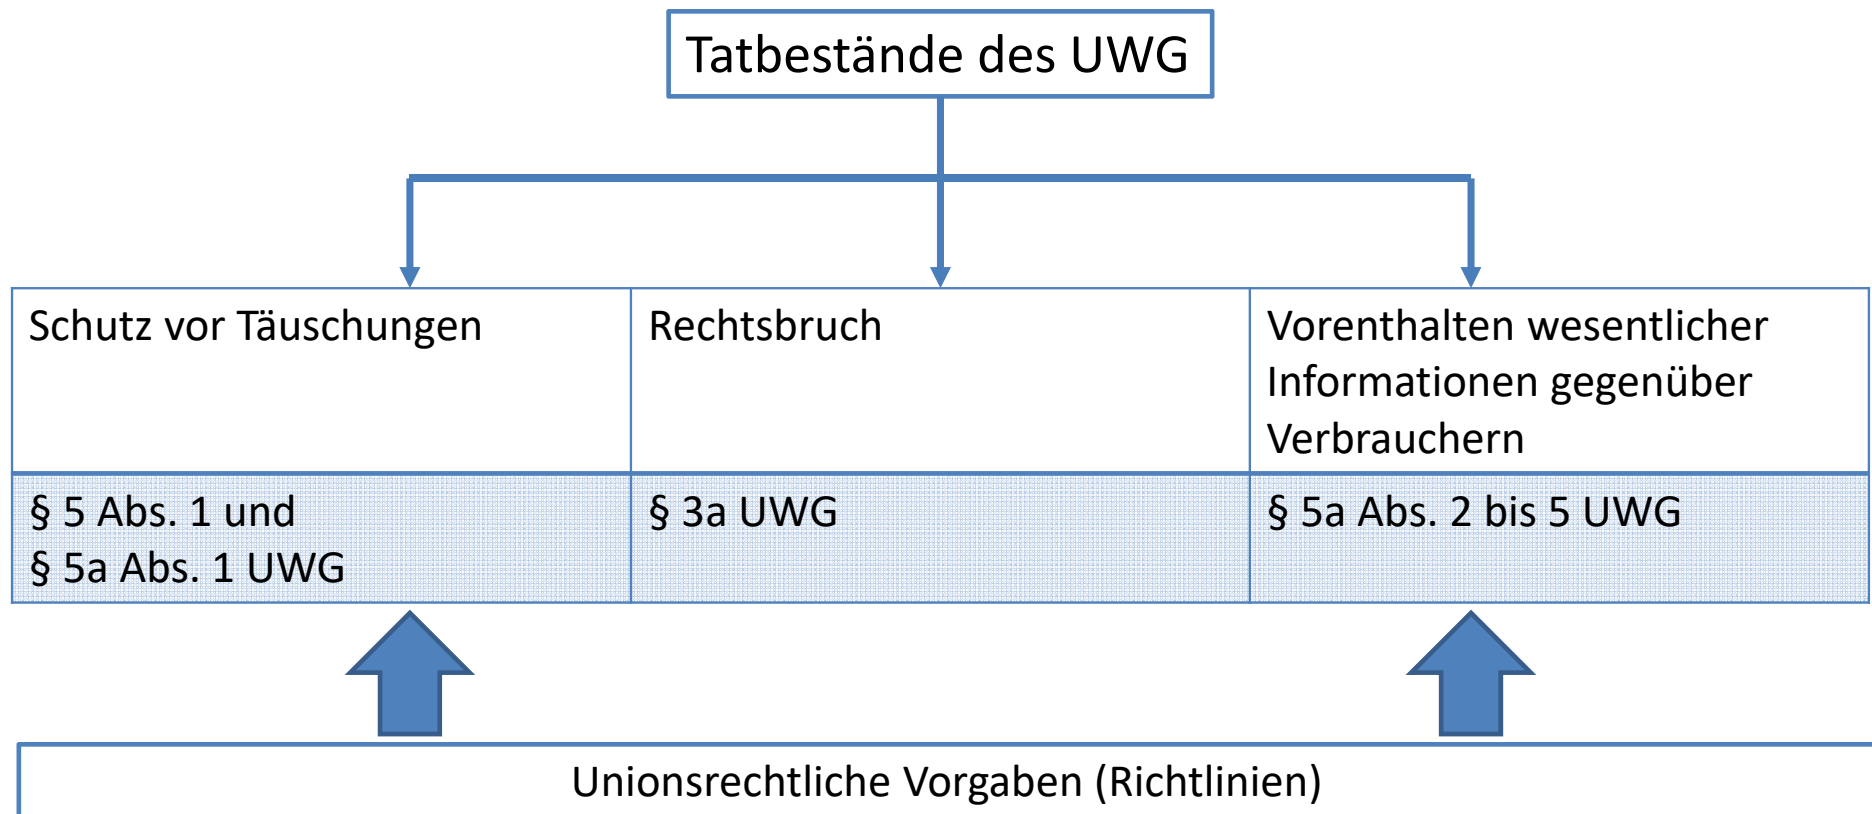 Tatbestände des UWG
Schutz vor Täuschungen
Rechtsbruch
Vorenthalten wesentlicher
Informationen gegenüber
Verbrauchern
§ 5 Abs. 1 und
§ 5a Abs. 1 UWG
§ 3a UWG
§ 5a Abs. 2 bis 5 UWG
Unionsrechtliche Vorgaben (Richtlinien)